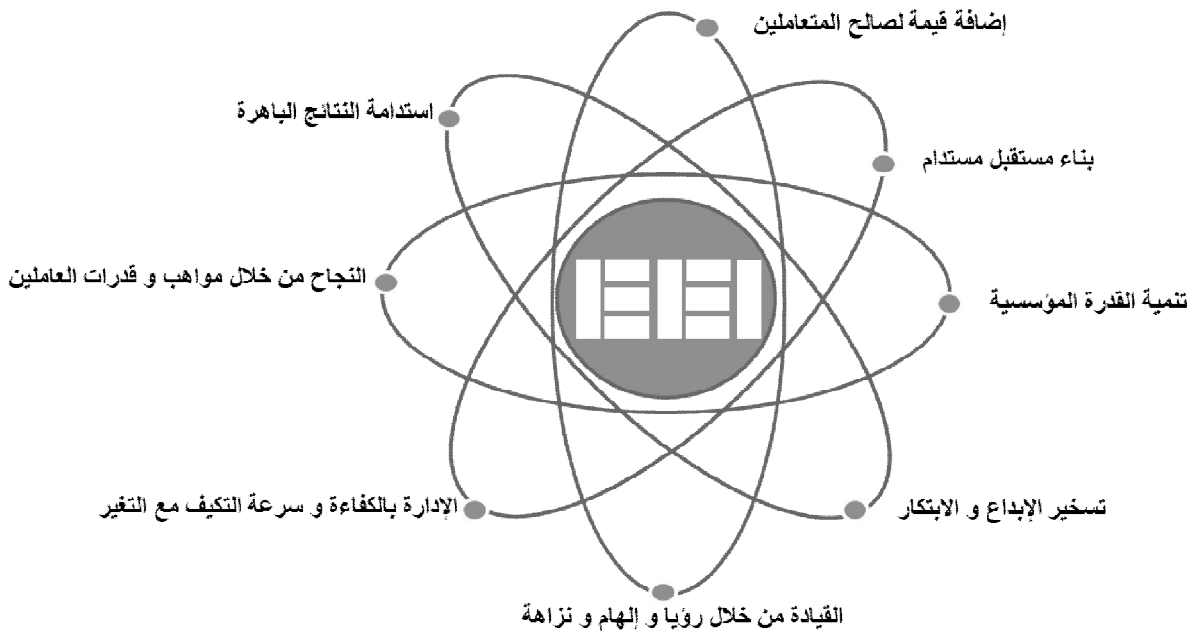 إضافة قيمة لصالح المتعاملين
استدامة النتائج الباهرة
بناء مستقبل مستدام
النجاح من خلال مواهب و قدرات العاملين
تنمية القدرة المؤسسية
الإدارة بالكفاءة و سرعة التكيف مع التغير
تسخير الإبداع و الابتكار
القيادة من خلال رؤيا و إلهام و نزاهة